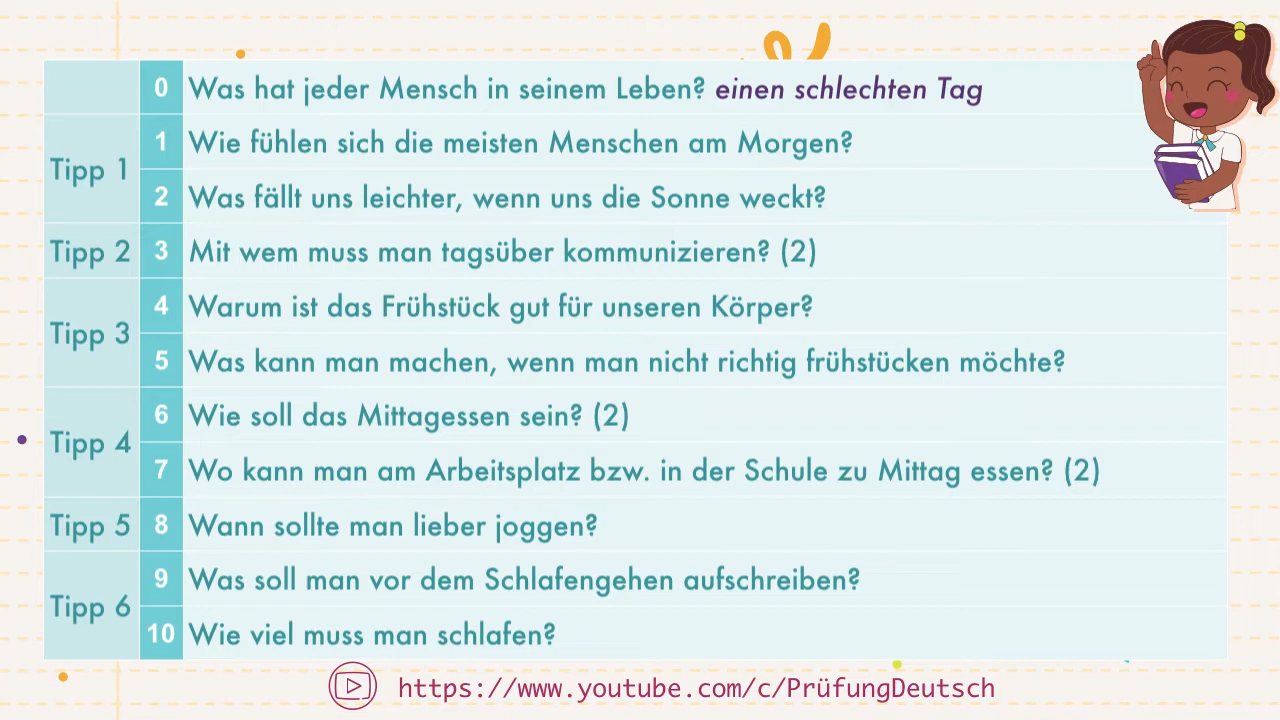 0 Was hat jeder Mensch in seinem Leben? einen schlechten Tag
Tipp 1
1 Wie fühlen sich die meisten Menschen am Morgen?
2 Was fällt uns leichter, wenn uns die Sonne weckt?
Tipp 2
3 Mit wem muss man tagsüber kommunizieren? (2)
Tipp 3
4 Warum ist das Frühstück gut für unseren Körper?
5 Was kann man machen, wenn man nicht richtig frühstücken möchte?
Tipp 4
6 Wie soll das Mittagessen sein? (2)
7 Wo kann man am Arbeitsplatz bzw. in der Schule zu Mittag essen? (2)
Tipp 5
8 Wann sollte man lieber joggen?
Tipp 6
9 Was soll man vor dem Schlafengehen aufschreiben?
10 Wie viel muss man schlafen?
https://www.youtube.com/c/PrüfungDeutsch